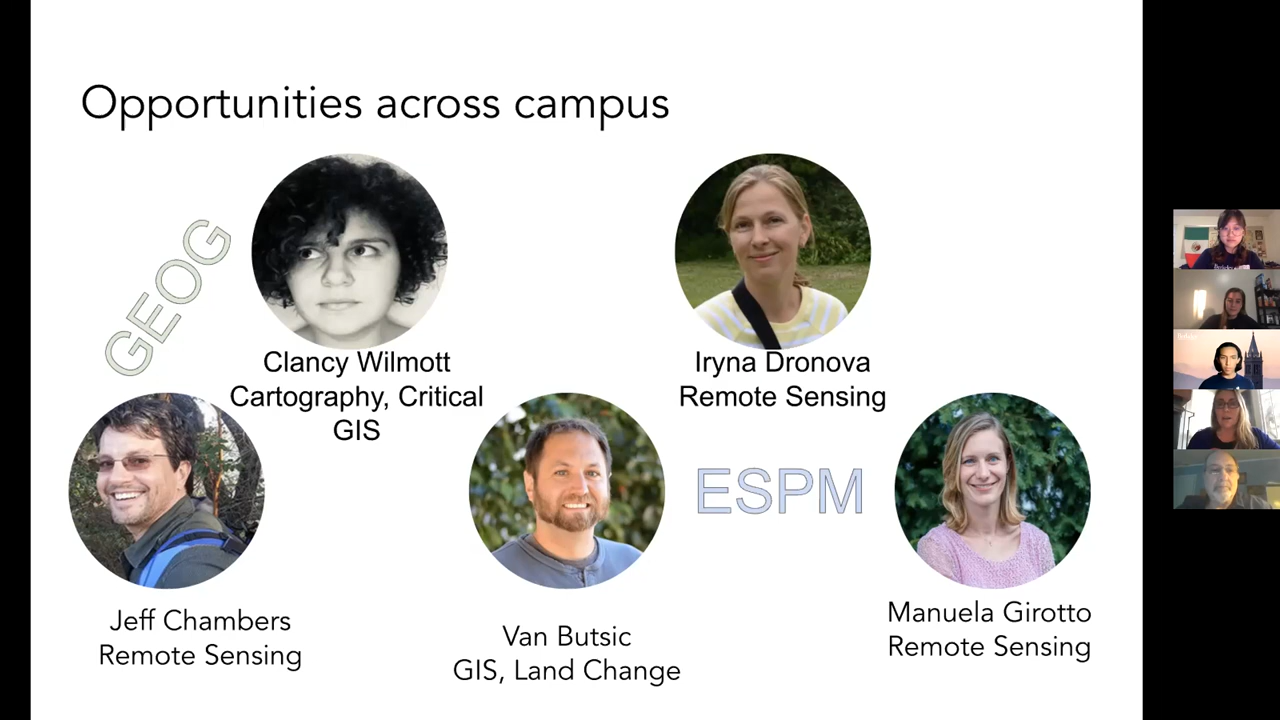 Opportunities across campus
GEOG
Clancy Wilmott
Cartography, Critical
GIS
Iryna Dronova
Remote Sensing
ESPM
Jeff Chambers
Remote Sensing
Van Butsic
GIS, Land Change
Manuela Girotto
Remote Sensing